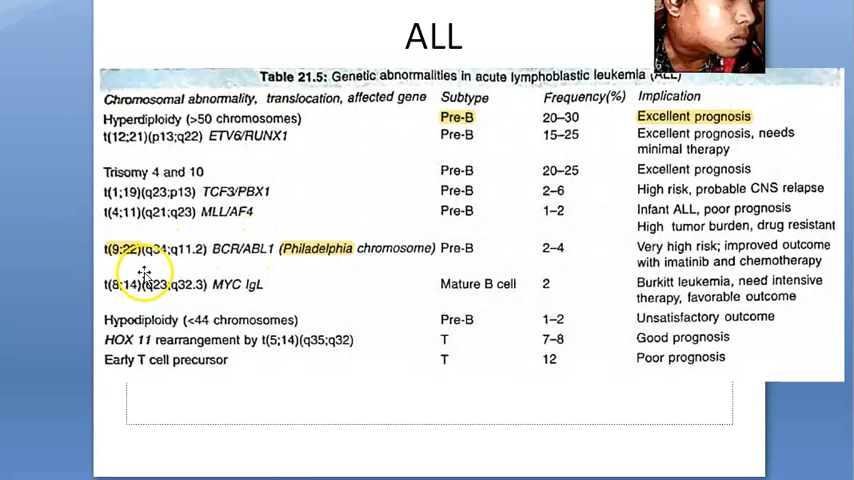 ALL
Table 21.5: Genetic abnormalities in acute lymphoblastic leukemia (ALL)
Chromosomal abnormality, translocation, affected gene Subtype Frequency(%) Implication
Hyperdiploidy (>50 chromosomes) Pre-B 20–30 Excellent prognosis
t(12;21)(p13;q22) ETV6/RUNX1 Pre-B 15–25 Excellent prognosis, needs
minimal therapy
Trisomy 4 and 10 Pre-B 20–25 Excellent prognosis
t(1;19)(q23;p13) TCF3/PBX1 Pre-B 2–6 High risk, probable CNS relapse
t(4;11)(q21;q23) MLL/AF4 Pre-B 1–2 Infant ALL, poor prognosis
High tumor burden, drug resistant
t(9;22)(q34;q11.2) BCR/ABL1 (Philadelphia chromosome) Pre-B 2–4 Very high risk; improved outcome
with imatinib and chemotherapy
t(8;14)(q23;q32.3) MYC IgL Mature B cell 2 Burkitt leukemia, need intensive
therapy, favorable outcome
Hypodiploidy (<44 chromosomes) Pre-B 1–2 Unsatisfactory outcome
HOX 11 rearrangement by t(5;14)(q35;q32) T 7–8 Good prognosis
Early T cell precursor T 12 Poor prognosis